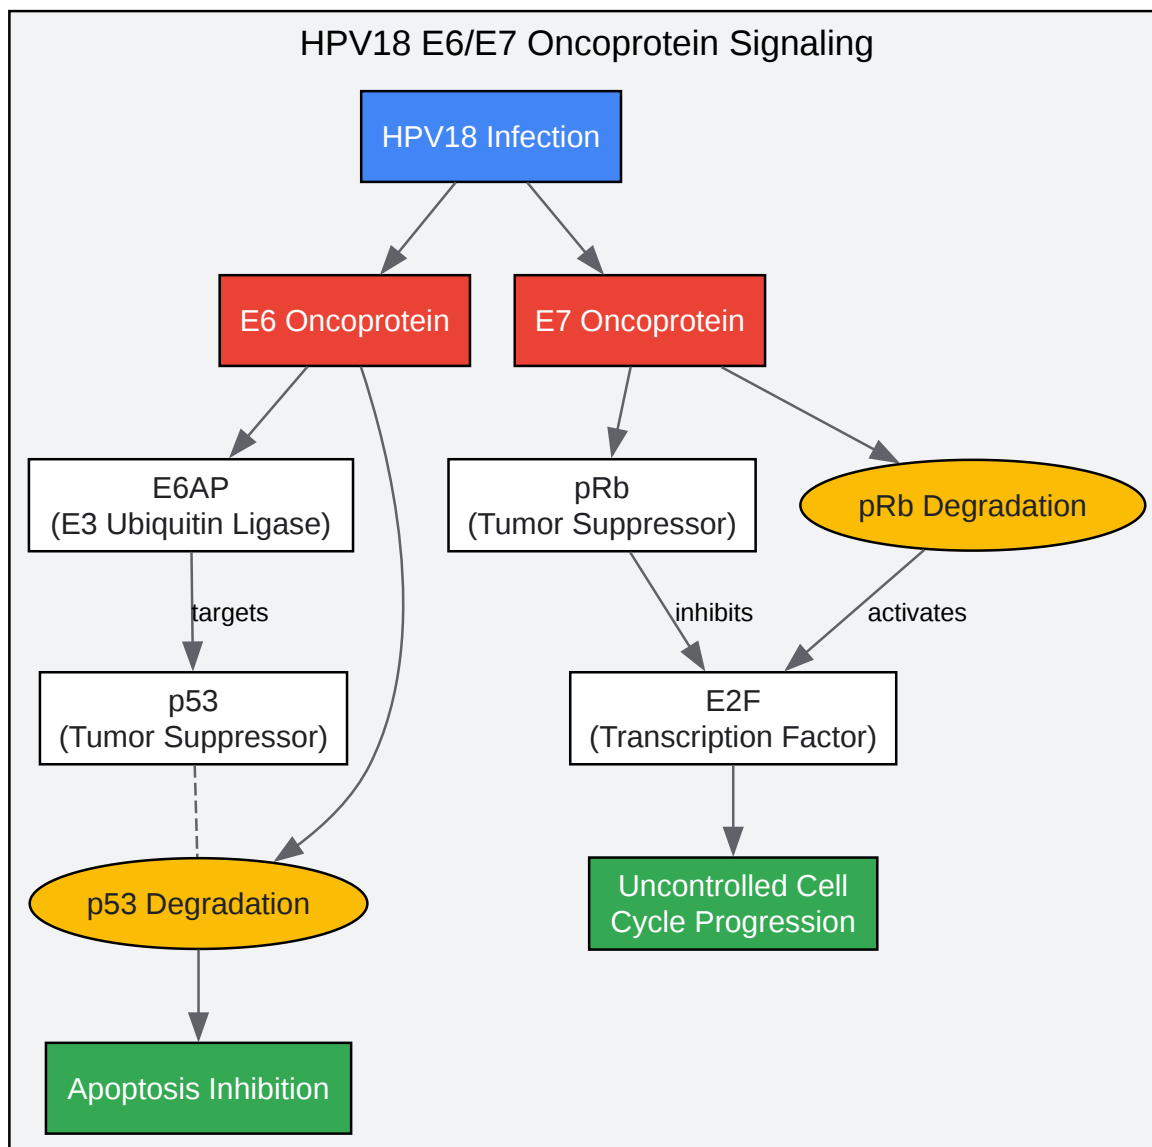 HPV18 E6/E7 Oncoprotein Signaling
HPV18 Infection
E6 Oncoprotein
E7 Oncoprotein
E6AP
(E3 Ubiquitin Ligase)
pRb
(Tumor Suppressor)
pRb Degradation
targets
inhibits
activates
p53
(Tumor Suppressor)
E2F
(Transcription Factor)
p53 Degradation
Uncontrolled Cell
Cycle Progression
Apoptosis Inhibition